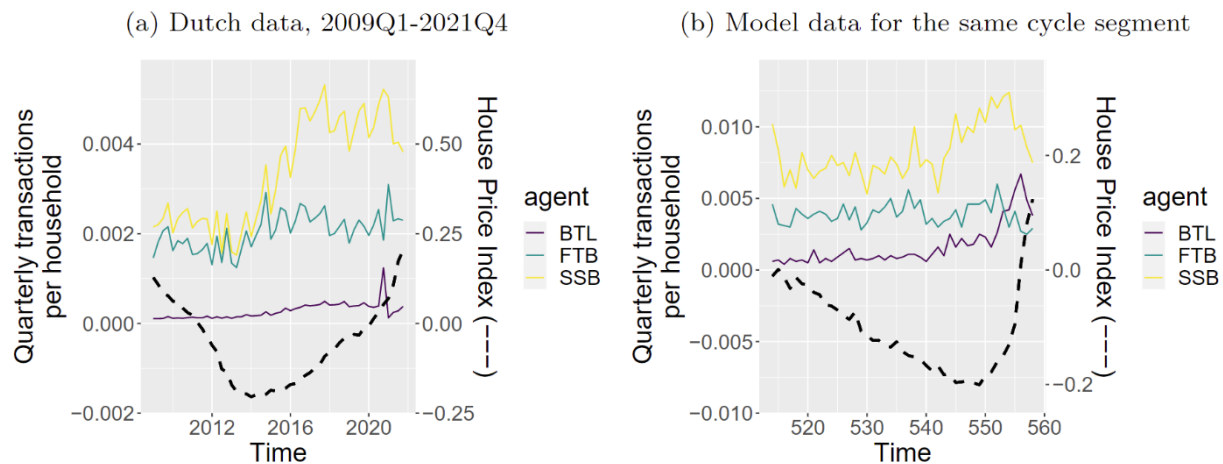 (a) Dutch data, 2009Q1-2021Q4
Quarterly transactions
per household
0.004
0.002
0.000
−0.002
0.50
0.25
0.00
−0.25
House Price Index (−−−)
2012
2016
2020
Time
agent
BTL
FTB
SSB
(b) Model data for the same cycle segment
Quarterly transactions
per household
0.010
0.005
0.000
−0.005
−0.010
0.2
0.0
−0.2
House Price Index (−−−)
520
530
540
550
560
Time
agent
BTL
FTB
SSB